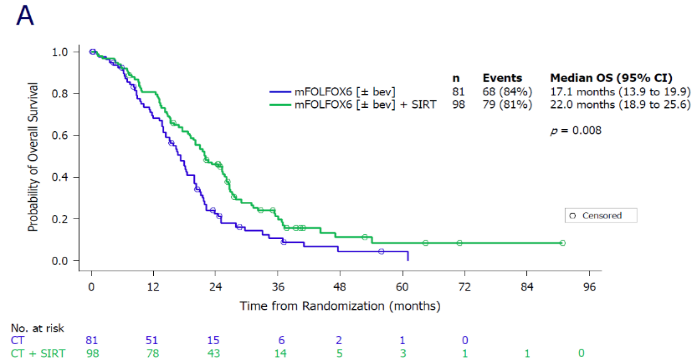 A
n Events Median OS (95% CI)
mFOLFOX6 [± bev] 81 68 (84%) 17.1 months (13.9 to 19.9)
mFOLFOX6 [± bev] + SIRT 98 79 (81%) 22.0 months (18.9 to 25.6)
p = 0.008
Censored
Probability of Overall Survival
1.0
0.8
0.6
0.4
0.2
0.0
0 12 24 36 48 60 72 84 96
Time from Randomization (months)
No. at risk
CT 81 51 15 6 2 1 0
CT + SIRT 98 78 43 14 5 3 1 1 0